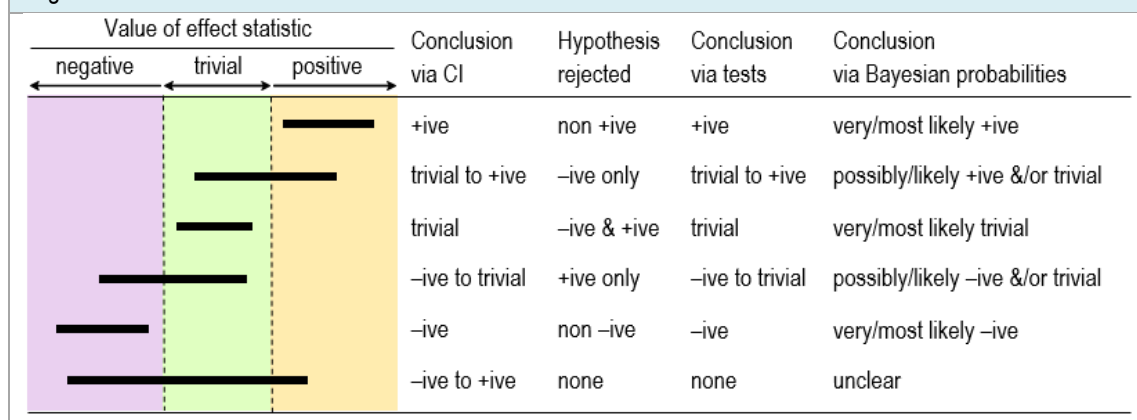 Value of effect statistic
negative trivial positive
Conclusion via CI
Hypothesis rejected
Conclusion via tests
Conclusion via Bayesian probabilities
+ive non +ive +ive very/most likely +ive
trivial to +ive –ive only trivial to +ive possibly/likely +ive &/or trivial
trivial –ive & +ive trivial very/most likely trivial
–ive to trivial +ive only –ive to trivial possibly/likely –ive &/or trivial
–ive non –ive –ive very/most likely –ive
–ive to +ive none none unclear